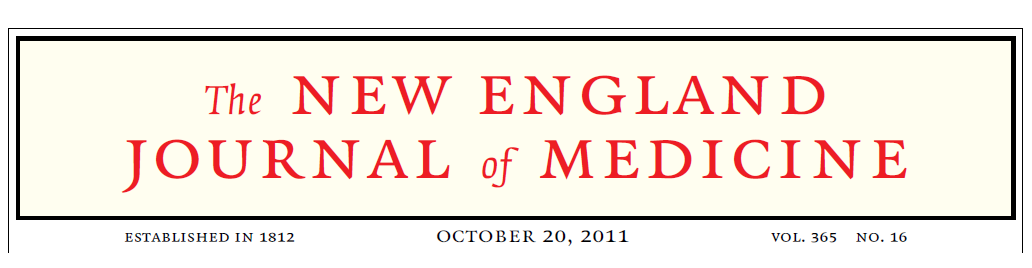 The NEW ENGLAND
JOURNAL of MEDICINE
ESTABLISHED IN 1812 OCTOBER 20, 2011 VOL. 365 NO. 16